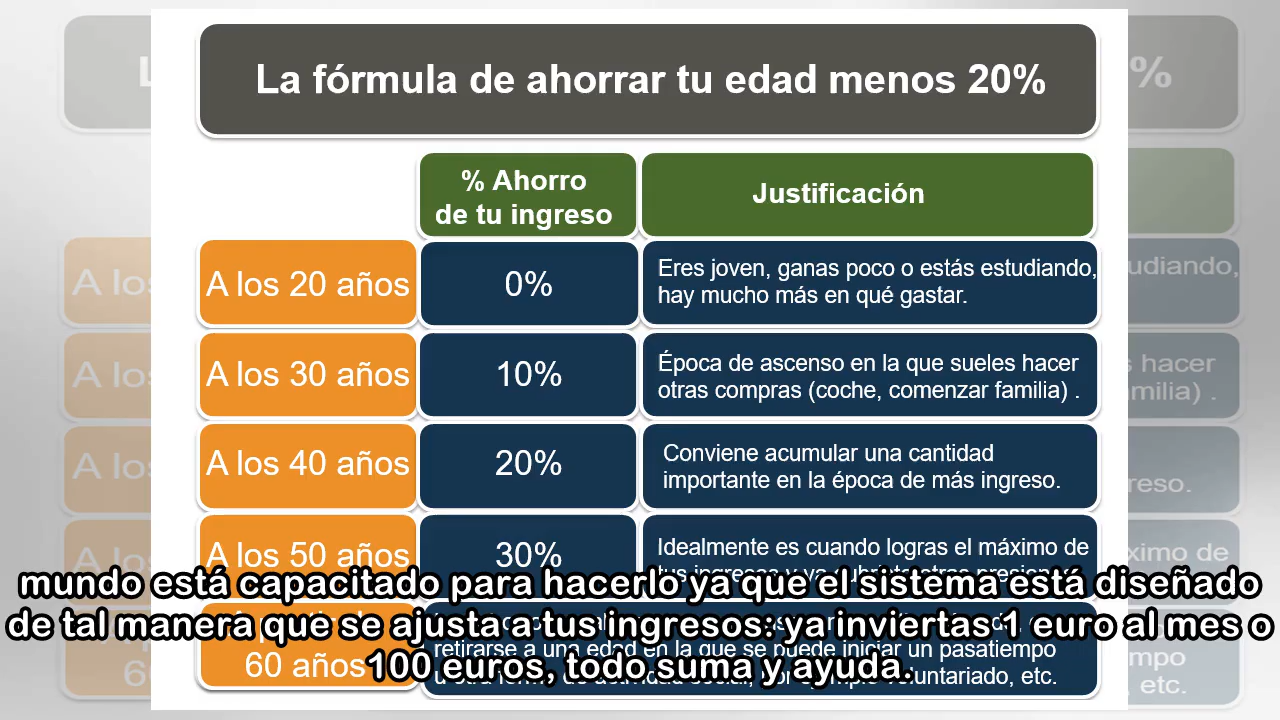 La fórmula de ahorrar tu edad menos 20%
% Ahorro
de tu ingreso
Justificación
A los 20 años
0%
Eres joven, ganas poco o estás estudiando,
hay mucho más en qué gastar.
A los 30 años
10%
Época de ascenso en la que sueles hacer
otras compras (coche, comenzar familia) .
A los 40 años
20%
Conviene acumular una cantidad
importante en la época de más ingreso.
A los 50 años
30%
Idealmente es cuando logras el máximo de
60 años
retirarse a una edad en la que se puede iniciar un pasatiempo
voluntariado, etc.
mundo está capacitado para hacerlo ya que el sistema está diseñado
de tal manera que se ajusta a tus ingresos: ya inviertas 1 euro al mes o
100 euros, todo suma y ayuda.